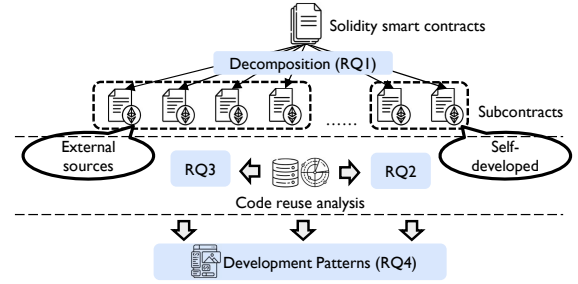 Solidity smart contracts
Decomposition (RQ1)
......
Subcontracts
External
sources
Self-
developed
RQ3
RQ2
Code reuse analysis
Development Patterns (RQ4)